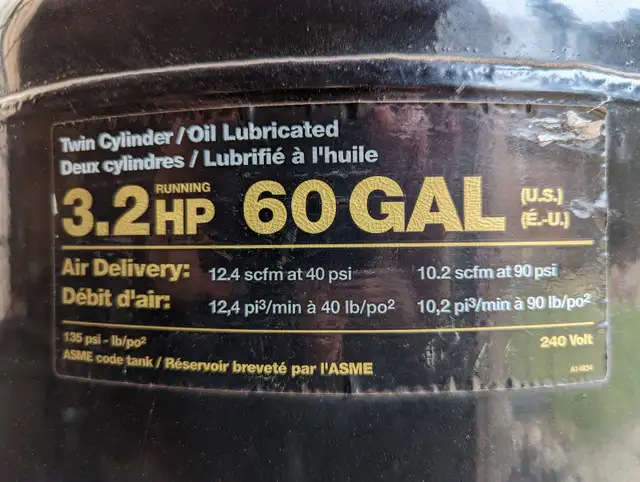 Twin Cylinder / Oil Lubricated
Deux cylindres / Lubrifié à l'huile
3.2 RUNNING HP 60 GAL (U.S.) (É.-U.)
Air Delivery: 12.4 scfm at 40 psi 10.2 scfm at 90 psi
Débit d'air: 12,4 pi³/min à 40 lb/po² 10,2 pi³/min à 90 lb/po²
135 psi - lb/po² 240 Volt
ASME code tank / Réservoir breveté par l'ASME